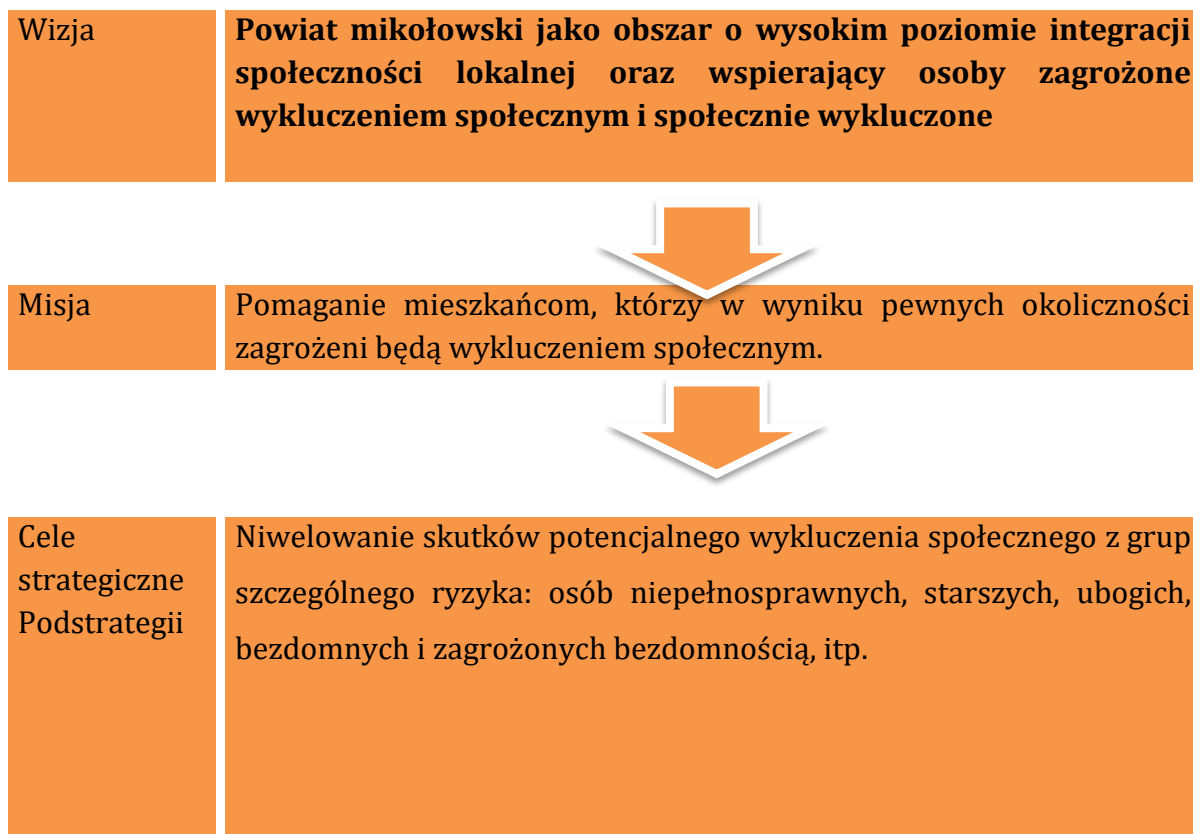 Wizja
Powiat mikołowski jako obszar o wysokim poziomie integracji
społeczności lokalnej oraz wspierający osoby zagrożone
wykluczeniem społecznym i społecznie wykluczone
Misja
Pomaganie mieszkańcom, którzy w wyniku pewnych okoliczności
zagrożeni będą wykluczeniem społecznym.
Cele
strategiczne
Podstrategii
Niwelowanie skutków potencjalnego wykluczenia społecznego z grup
szczególnego ryzyka: osób niepełnosprawnych, starszych, ubogich,
bezdomnych i zagrożonych bezdomnością, itp.